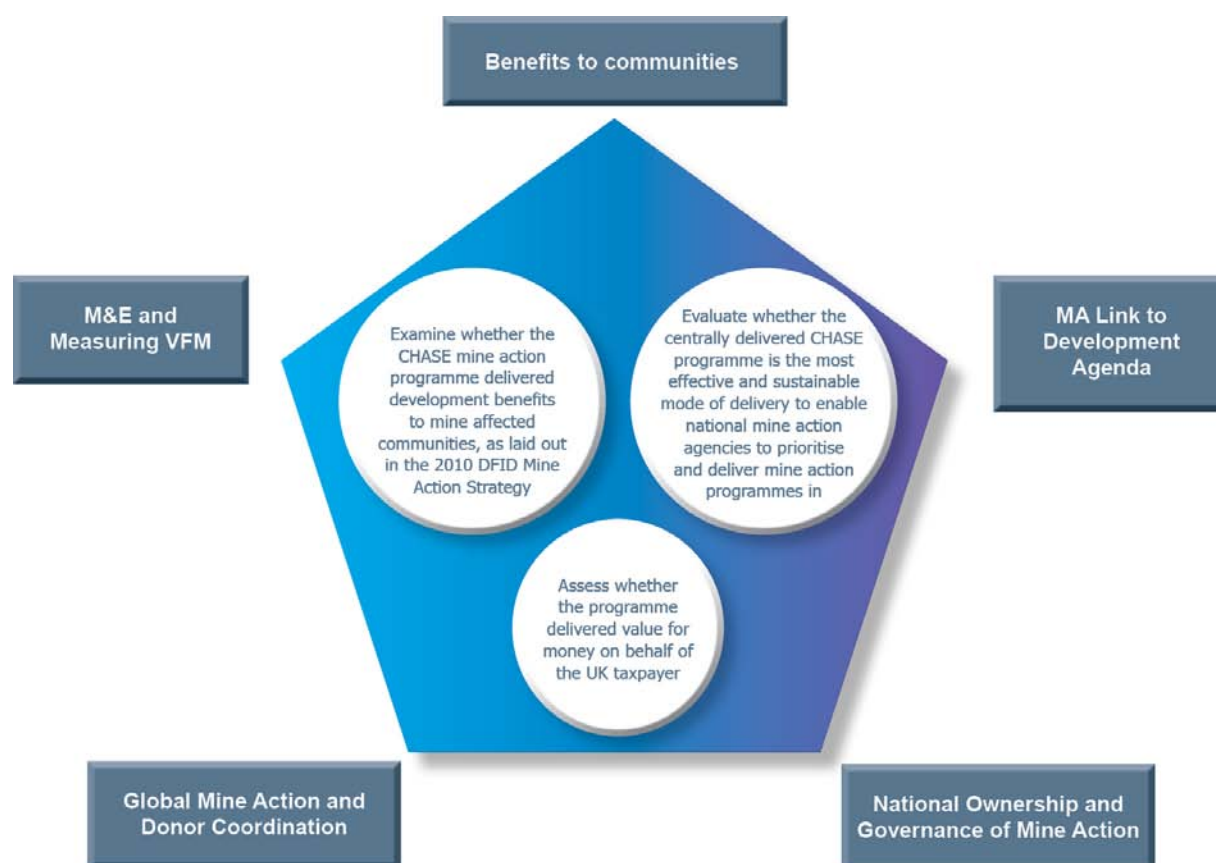 Benefits to communities
M&E and
Measuring VFM
MA Link to
Development
Agenda
Examine whether the
CHASE mine action
programme delivered
development benefits
to mine affected
communities, as laid out
in the 2010 DFID Mine
Action Strategy
Evaluate whether the
centrally delivered CHASE
programme is the most
effective and sustainable
mode of delivery to enable
national mine action
agencies to prioritise
and deliver mine action
programmes in
Assess whether
the programme
delivered value for
money on behalf of
the UK taxpayer
Global Mine Action and
Donor Coordination
National Ownership and
Governance of Mine Action